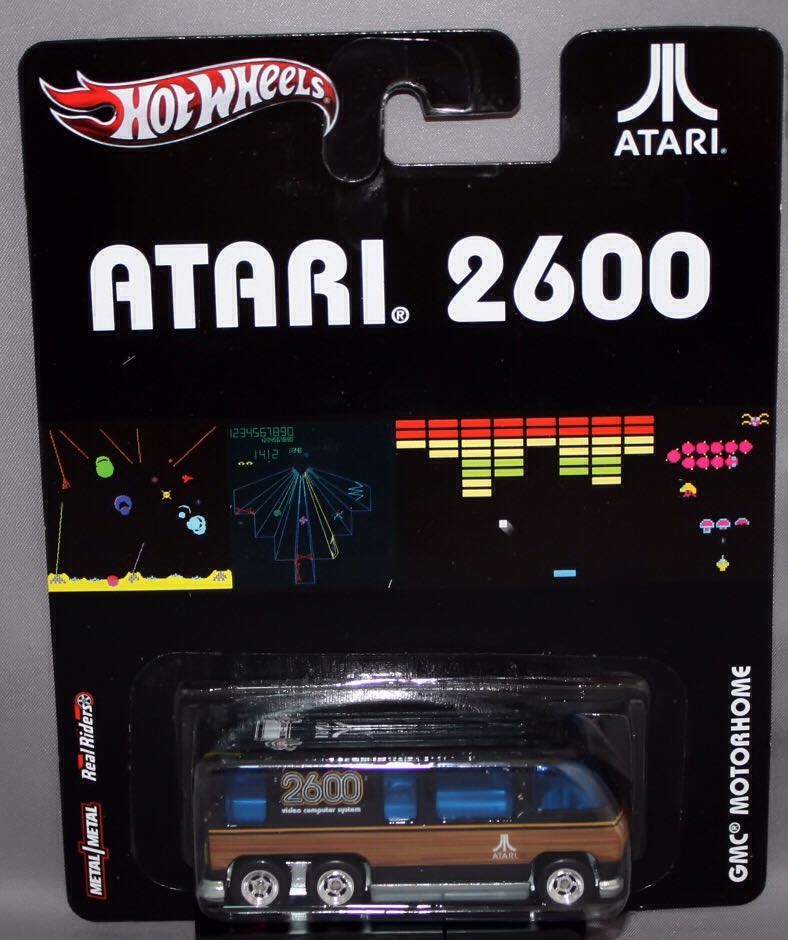 HOT WHEELS
ATARI®
ATARI® 2600
1234567890
1412
METAL/METAL
Real Riders
GMC® MOTORHOME
2600
video computer system
ATARI